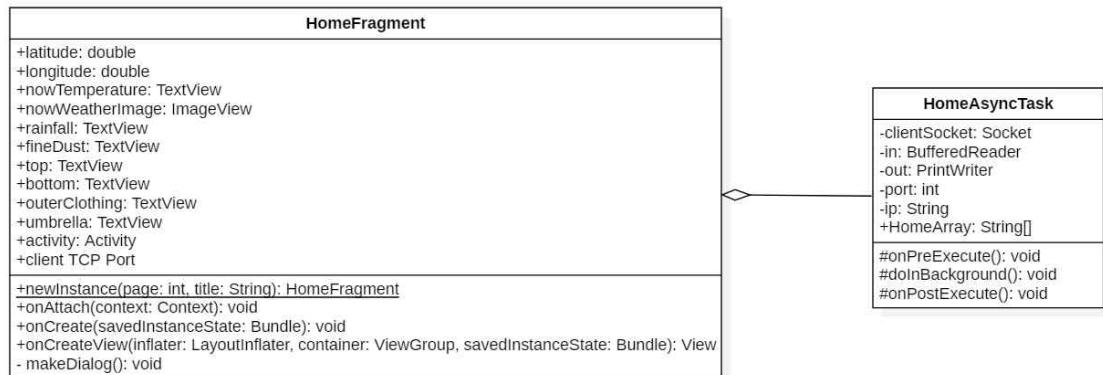 HomeFragment
+latitude: double
+longitude: double
+nowTemperature: TextView
+nowWeatherImage: ImageView
+rainfall: TextView
+fineDust: TextView
+top: TextView
+bottom: TextView
+outerClothing: TextView
+umbrella: TextView
+activity: Activity
+client TCP Port
+newInstance(page: int, title: String): HomeFragment
+onAttach(context: Context): void
+onCreate(savedInstanceState: Bundle): void
+onCreateView(inflater: LayoutInflater, container: ViewGroup, savedInstanceState: Bundle): View
- makeDialog(): void
HomeAsyncTask
-clientSocket: Socket
-in: BufferedReader
-out: PrintWriter
-port: int
-ip: String
+HomeArray: String[]
#onPreExecute(): void
#doInBackground(): void
#onPostExecute(): void